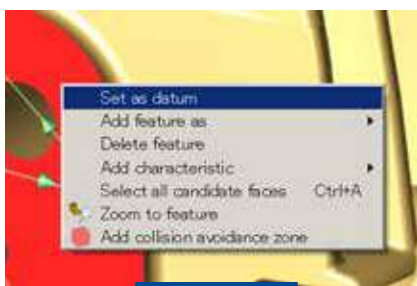 Set as datum
Add feature as
Delete feature
Add characteristic
Select all candidate faces Ctrl+A
Zoom to feature
Add collision avoidance zone